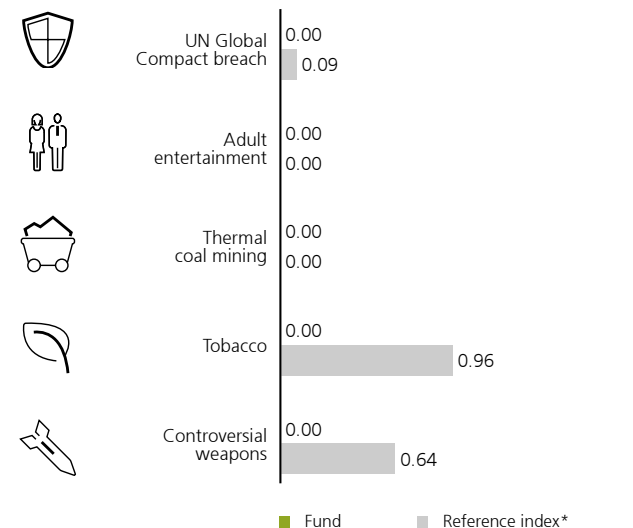 UN Global
Compact breach
0.00
0.09
Adult
entertainment
0.00
0.00
Thermal
coal mining
0.00
0.00
Tobacco
0.00
0.96
Controversial
weapons
0.00
0.64
Fund
Reference index*